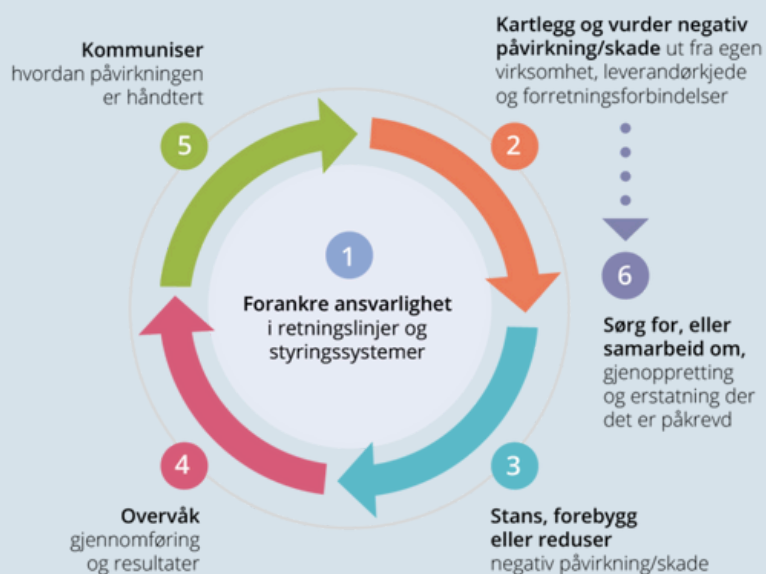 1
Forankre ansvarlighet
i retningslinjer og
styringssystemer
2
Kartlegg og vurder negativ
påvirkning/skade ut fra egen
virksomhet, leverandørkjede
og forretningsforbindelser
3
Stans, forebygg
eller reduser
negativ påvirkning/skade
4
Overvåk
gjennomføring
og resultater
5
Kommuniser
hvordan påvirkningen
er håndtert
6
Sørg for, eller
samarbeid om,
gjenoppretting
og erstatning der
det er påkrevd